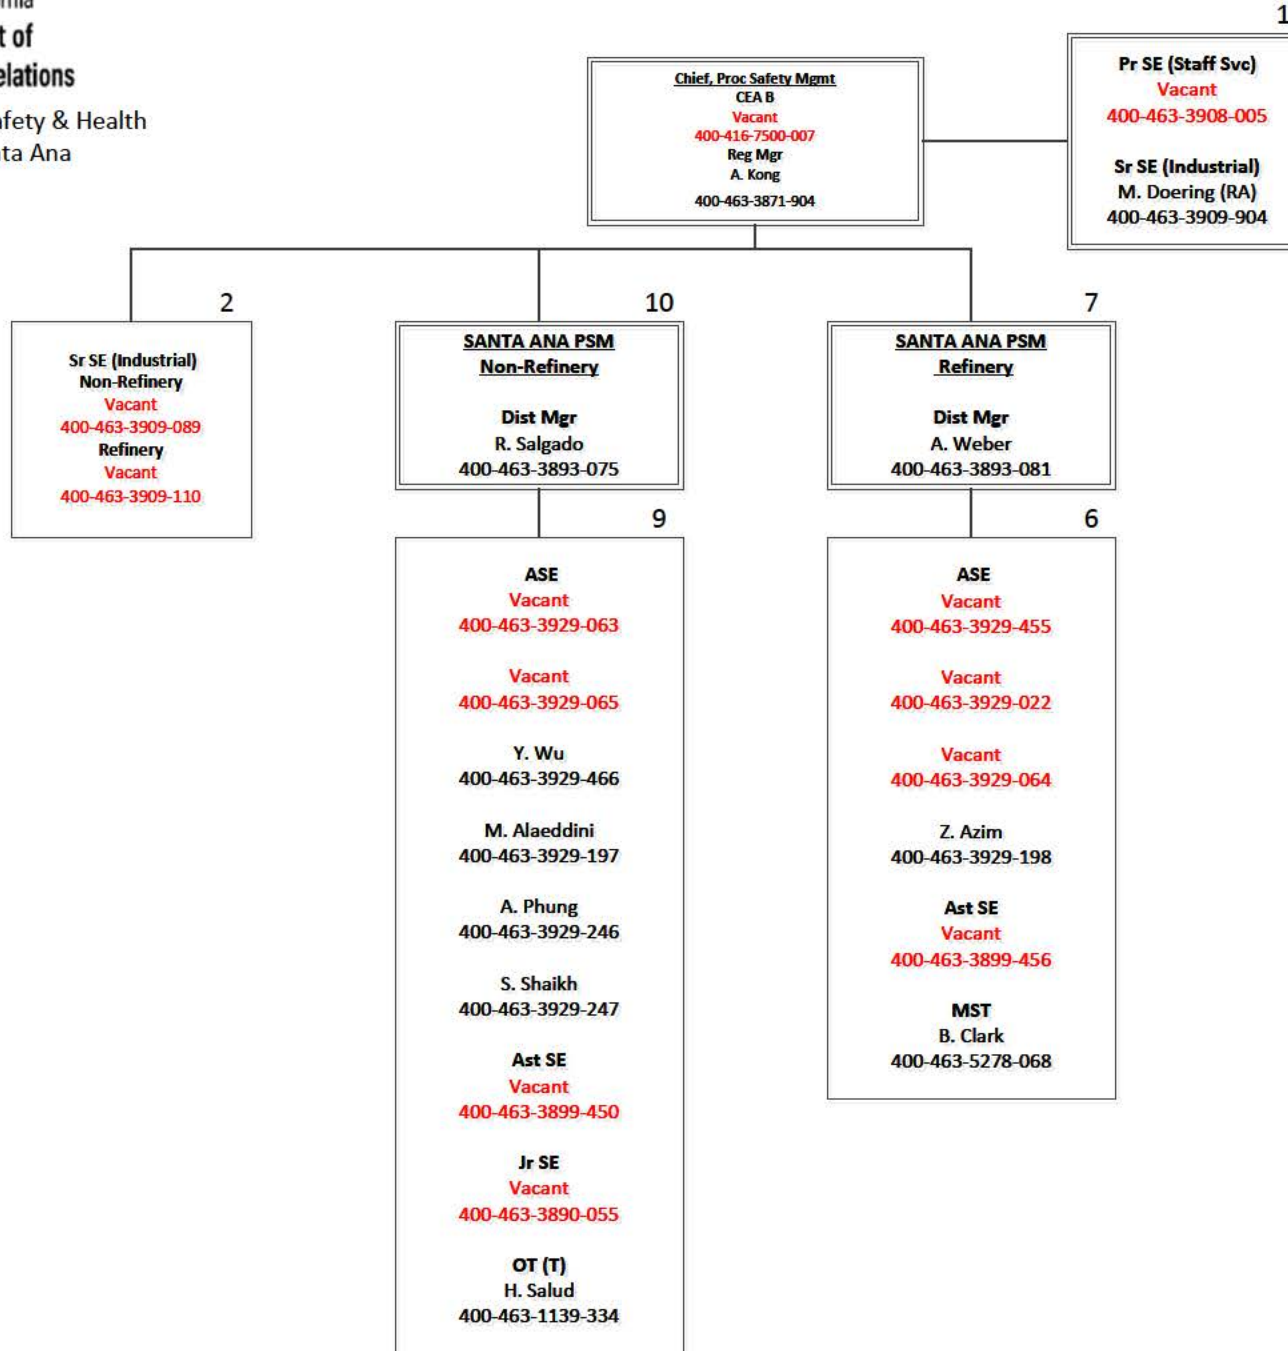 t of
elations
afety & Health
ta Ana
1
Chief, Proc Safety Mgmt
CEA B
Vacant
400-416-7500-007
Reg Mgr
A. Kong
400-463-3871-904
Pr SE (Staff Svc)
Vacant
400-463-3908-005
Sr SE (Industrial)
M. Doering (RA)
400-463-3909-904
2
Sr SE (Industrial)
Non-Refinery
Vacant
400-463-3909-089
Refinery
Vacant
400-463-3909-110
10
SANTA ANA PSM
Non-Refinery
Dist Mgr
R. Salgado
400-463-3893-075
7
SANTA ANA PSM
Refinery
Dist Mgr
A. Weber
400-463-3893-081
9
ASE
Vacant
400-463-3929-063
Vacant
400-463-3929-065
Y. Wu
400-463-3929-466
M. Alaeddini
400-463-3929-197
A. Phung
400-463-3929-246
S. Shaikh
400-463-3929-247
Ast SE
Vacant
400-463-3899-450
Jr SE
Vacant
400-463-3890-055
OT (T)
H. Salud
400-463-1139-334
6
ASE
Vacant
400-463-3929-455
Vacant
400-463-3929-022
Vacant
400-463-3929-064
Z. Azim
400-463-3929-198
Ast SE
Vacant
400-463-3899-456
MST
B. Clark
400-463-5278-068